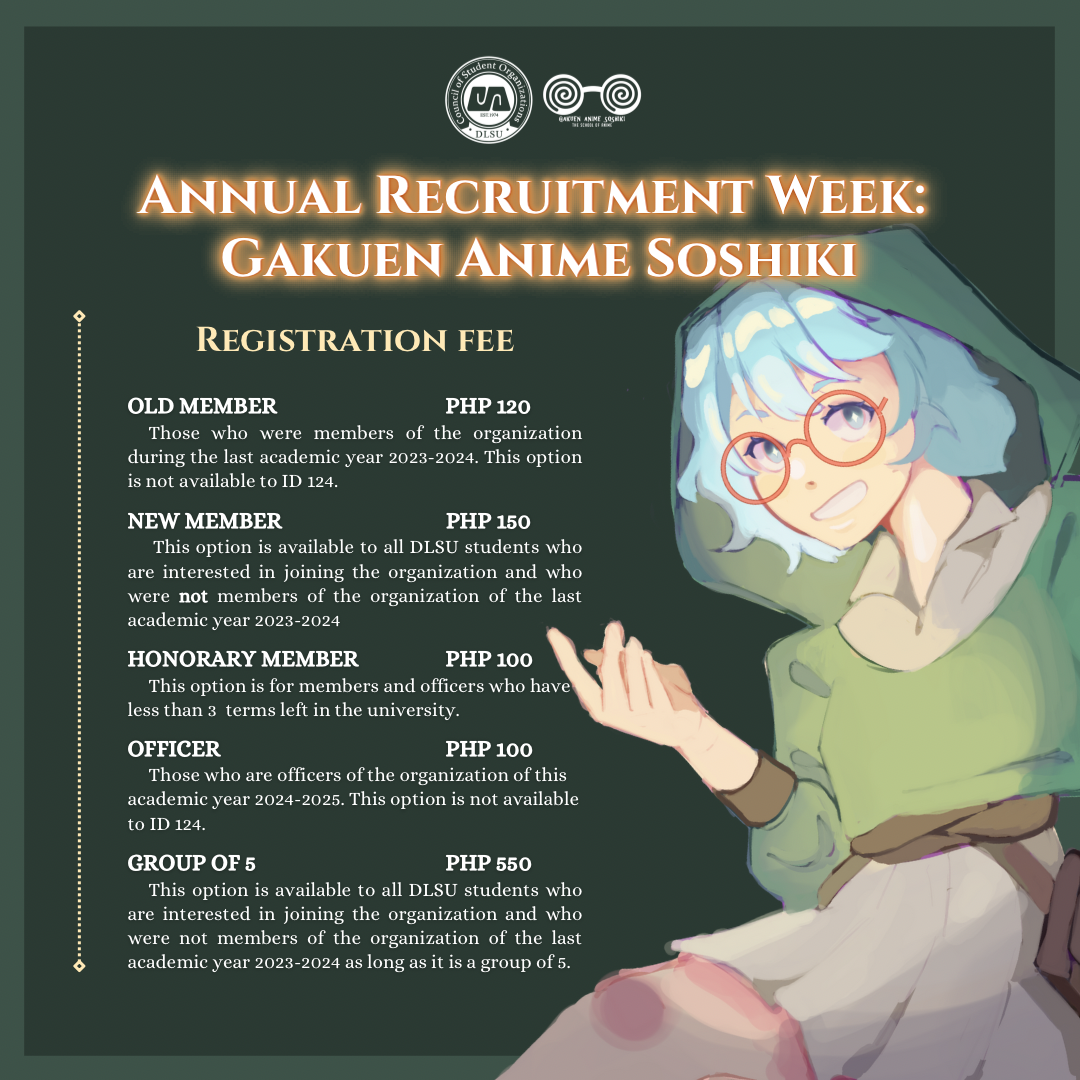 Council of Student Organizations
EST. 1974
• DLSU •
GAKUEN ANIME SOSHIKI
THE SCHOOL OF ANIME
Annual Recruitment Week:
Gakuen Anime Soshiki
Registration fee
OLD MEMBER PHP 120
Those who were members of the organization
during the last academic year 2023-2024. This option
is not available to ID 124.
NEW MEMBER PHP 150
This option is available to all DLSU students who
are interested in joining the organization and who
were not members of the organization of the last
academic year 2023-2024
HONORARY MEMBER PHP 100
This option is for members and officers who have
less than 3 terms left in the university.
OFFICER PHP 100
Those who are officers of the organization of this
academic year 2024-2025. This option is not available
to ID 124.
GROUP OF 5 PHP 550
This option is available to all DLSU students who
are interested in joining the organization and who
were not members of the organization of the last
academic year 2023-2024 as long as it is a group of 5.